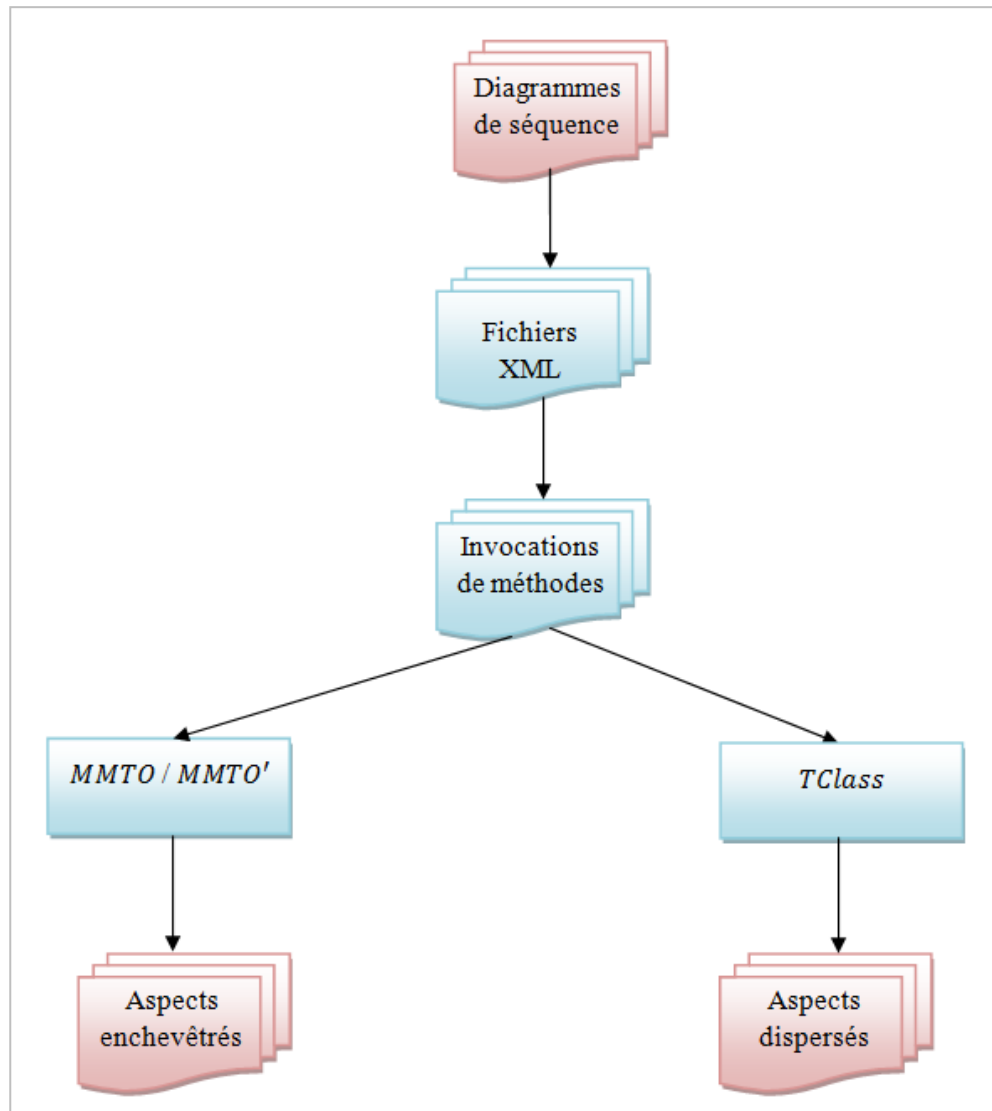 Diagrammes
de séquence
Fichiers
XML
Invocations
de méthodes
MMTO / MMTO′
TClass
Aspects
enchevêtrés
Aspects
dispersés